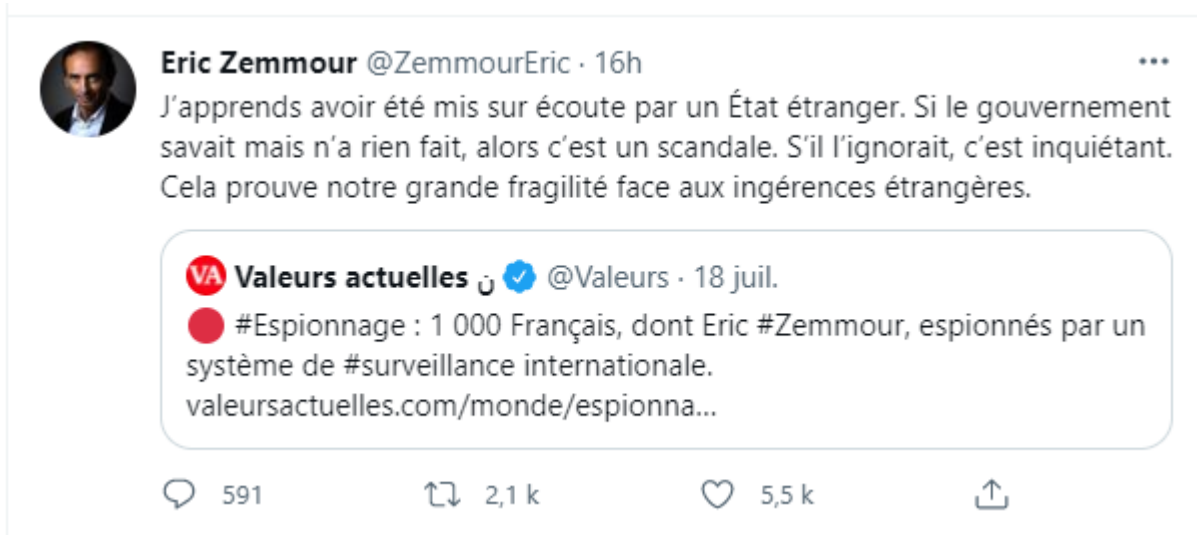 Eric Zemmour @ZemmourEric · 16h
J’apprends avoir été mis sur écoute par un État étranger. Si le gouvernement
savait mais n’a rien fait, alors c’est un scandale. S’il l’ignorait, c’est inquiétant.
Cela prouve notre grande fragilité face aux ingérences étrangères.
VA Valeurs actuelles ن @Valeurs · 18 juil.
#Espionnage : 1 000 Français, dont Eric #Zemmour, espionnés par un
système de #surveillance internationale.
valeursactuelles.com/monde/espionna...
591 2,1 k 5,5 k